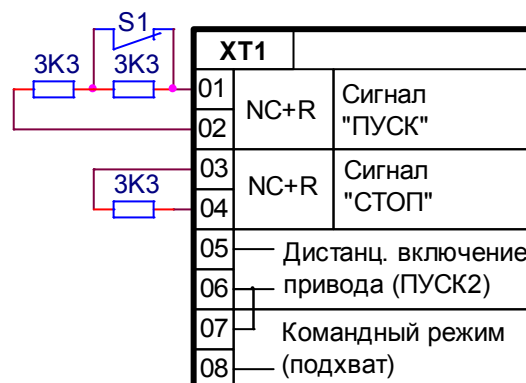 S1
3K3 3K3
XT1
01
02
NC+R
Сигнал
"ПУСК"
3K3
03
04
NC+R
Сигнал
"СТОП"
05
06
Дистанц. включение
привода (ПУСК2)
07
08
Командный режим
(подхват)